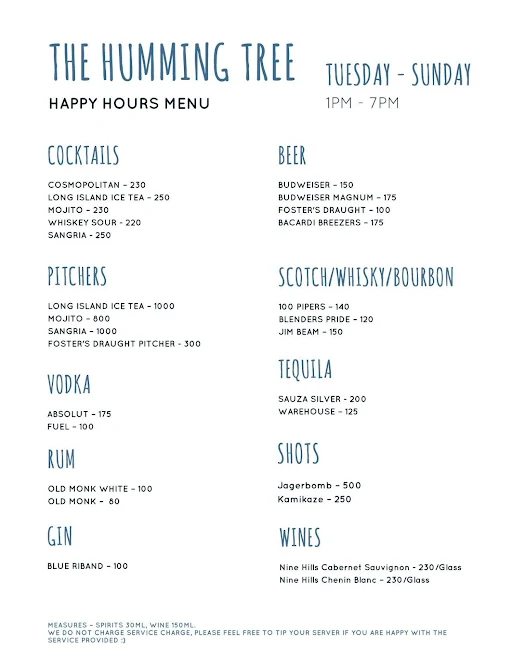 THE HUMMING TREE
HAPPY HOURS MENU
TUESDAY - SUNDAY
1PM - 7PM
COCKTAILS
COSMOPOLITAN – 230
LONG ISLAND ICE TEA – 250
MOJITO – 230
WHISKEY SOUR - 220
SANGRIA - 250
PITCHERS
LONG ISLAND ICE TEA – 1000
MOJITO – 800
SANGRIA – 1000
FOSTER'S DRAUGHT PITCHER - 300
VODKA
ABSOLUT – 175
FUEL – 100
RUM
OLD MONK WHITE – 100
OLD MONK – 80
GIN
BLUE RIBAND – 100
BEER
BUDWEISER – 150
BUDWEISER MAGNUM – 175
FOSTER'S DRAUGHT – 100
BACARDI BREEZERS – 175
SCOTCH/WHISKY/BOURBON
100 PIPERS – 140
BLENDERS PRIDE – 120
JIM BEAM – 150
TEQUILA
SAUZA SILVER - 200
WAREHOUSE – 125
SHOTS
Jagerbomb – 500
Kamikaze – 250
WINES
Nine Hills Cabernet Sauvignon - 230/Glass
Nine Hills Chenin Blanc – 230/Glass
MEASURES – SPIRITS 30ML, WINE 150ML.
WE DO NOT CHARGE SERVICE CHARGE, PLEASE FEEL FREE TO TIP YOUR SERVER IF YOU ARE HAPPY WITH THE
SERVICE PROVIDED :)